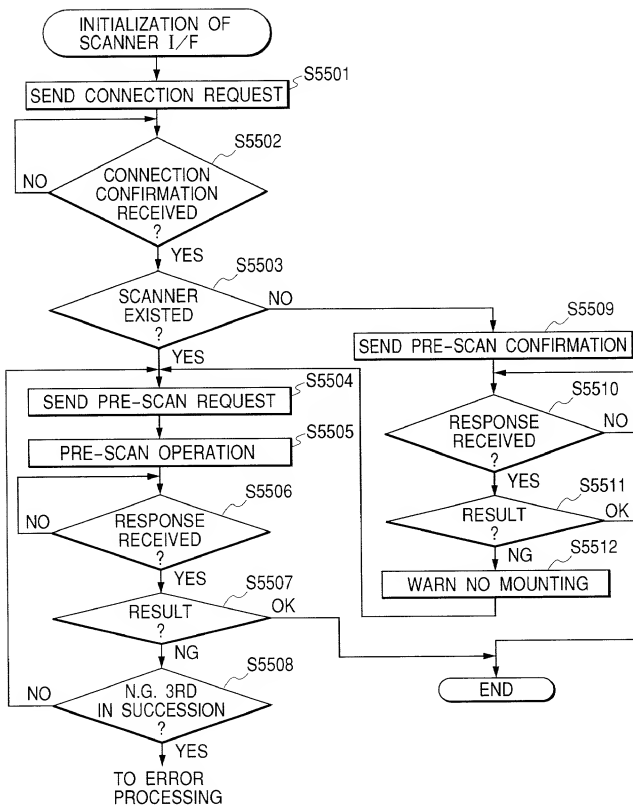 INITIALIZATION OF
SCANNER I/F
S5501
SEND CONNECTION REQUEST
S5502
NO
CONNECTION
CONFIRMATION
RECEIVED
?
YES
S5503
SCANNER
EXISTED
?
NO
YES
S5504
SEND PRE-SCAN REQUEST
S5505
PRE-SCAN OPERATION
S5506
NO
RESPONSE
RECEIVED
?
YES
S5507
RESULT
?
OK
NG
S5508
NO
N.G. 3RD
IN SUCCESSION
?
YES
TO ERROR
PROCESSING
S5509
SEND PRE-SCAN CONFIRMATION
S5510
RESPONSE
RECEIVED
?
NO
YES
S5511
RESULT
?
OK
NG
S5512
WARN NO MOUNTING
END